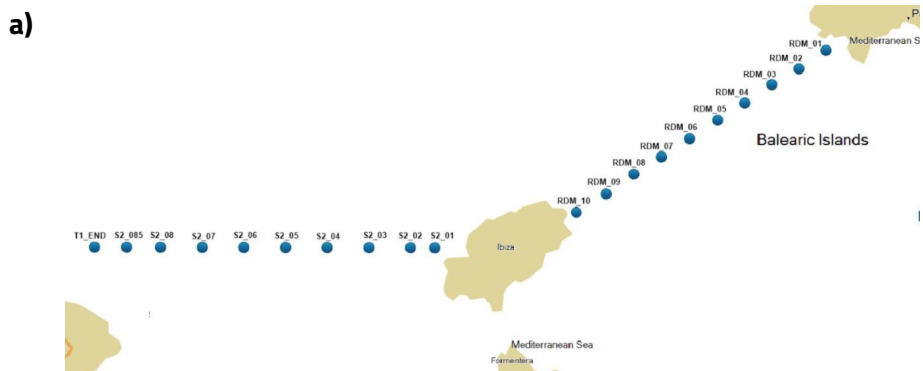 a)
P
Mediterranean S
RDM_01
RDM_02
RDM_03
RDM_04
RDM_05
RDM_06
RDM_07
RDM_08
RDM_09
RDM_10
Balearic Islands
T1_END S2_085 S2_08 S2_07 S2_06 S2_05 S2_04 S2_03 S2_02 S2_01
Ibiza
Mediterranean Sea
Formentera